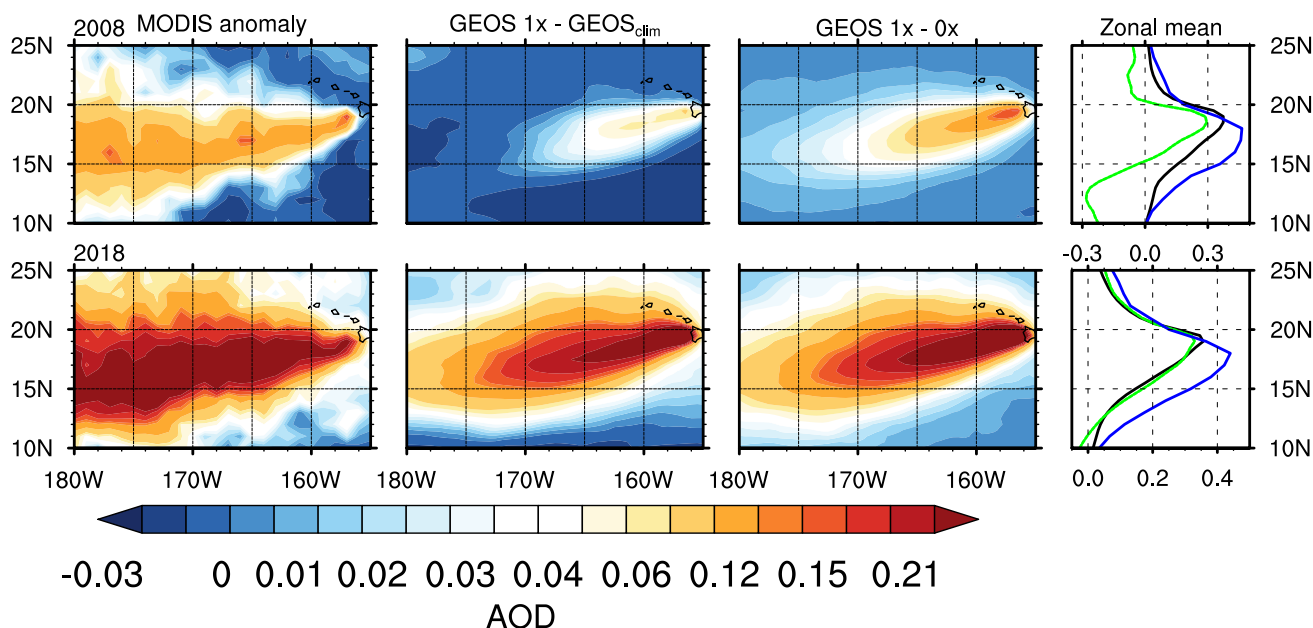 2008 MODIS anomaly GEOS 1x - GEOSclim GEOS 1x - 0x Zonal mean
25N 25N
20N 20N
15N 15N
10N 10N
-0.3 0.0 0.3
2018
25N 25N
20N 20N
15N 15N
10N 10N
180W 170W 160W 180W 170W 160W 180W 170W 160W 0.0 0.2 0.4
-0.03 0 0.01 0.02 0.03 0.04 0.06 0.12 0.15 0.21
AOD